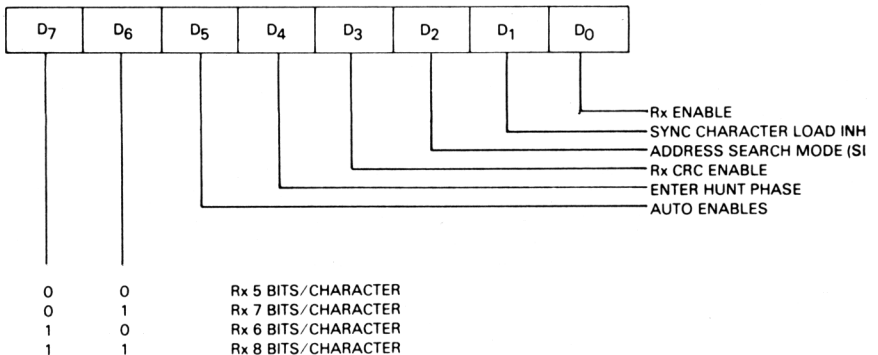 D7 D6 D5 D4 D3 D2 D1 D0
Rx ENABLE
SYNC CHARACTER LOAD INH
ADDRESS SEARCH MODE (SI
Rx CRC ENABLE
ENTER HUNT PHASE
AUTO ENABLES
0 0 Rx 5 BITS/CHARACTER
0 1 Rx 7 BITS/CHARACTER
1 0 Rx 6 BITS/CHARACTER
1 1 Rx 8 BITS/CHARACTER